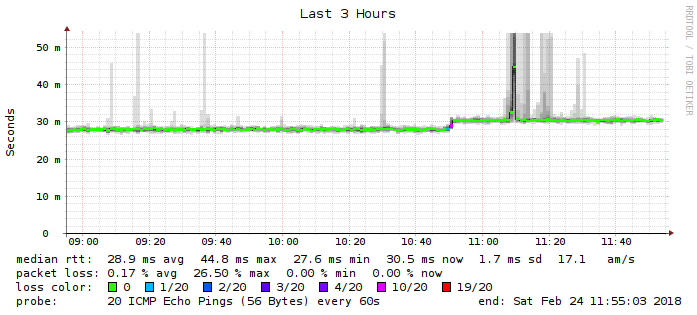 Last 3 Hours
RRDTOOL / TOBI OETIKER
Seconds
50 m
40 m
30 m
20 m
10 m
0
09:00 09:20 09:40 10:00 10:20 10:40 11:00 11:20 11:40
median rtt: 28.9 ms avg 44.8 ms max 27.6 ms min 30.5 ms now 1.7 ms sd 17.1 am/s
packet loss: 0.17 % avg 26.50 % max 0.00 % min 0.00 % now
loss color: 0 1/20 2/20 3/20 4/20 10/20 19/20
probe: 20 ICMP Echo Pings (56 Bytes) every 60s end: Sat Feb 24 11:55:03 2018